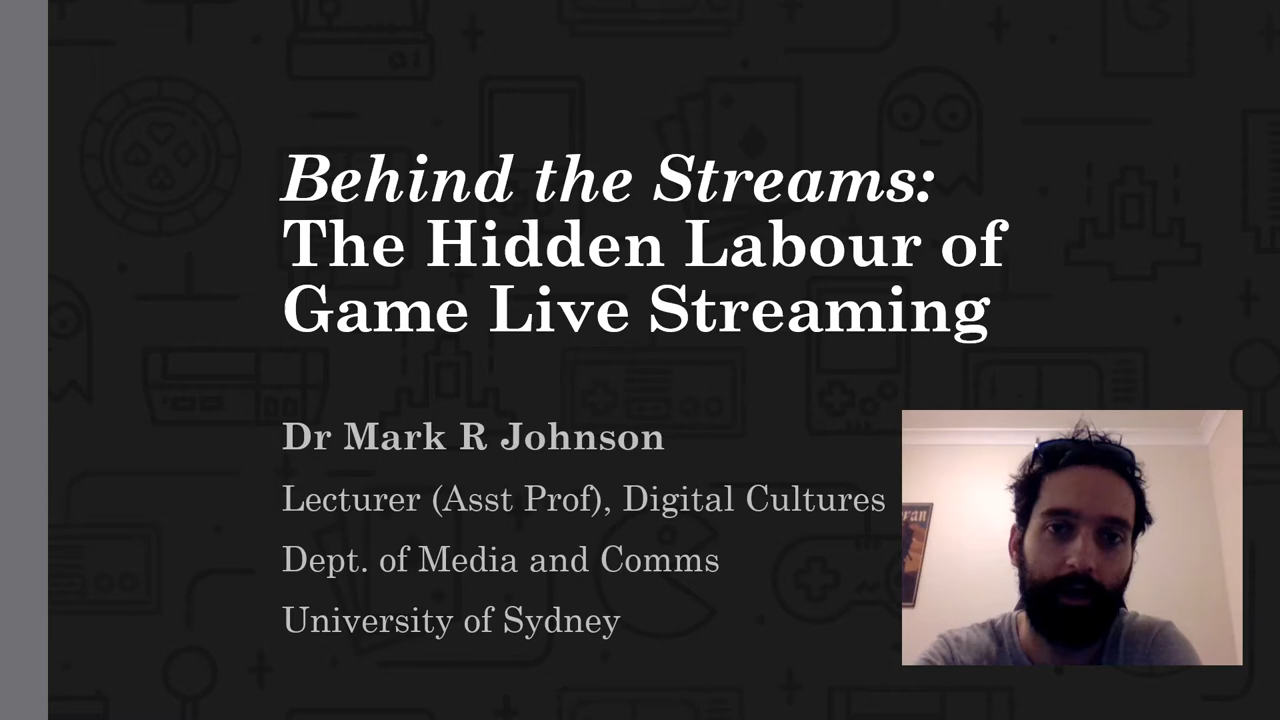 Behind the Streams:
The Hidden Labour of
Game Live Streaming
Dr Mark R Johnson
Lecturer (Asst Prof), Digital Cultures
Dept. of Media and Comms
University of Sydney